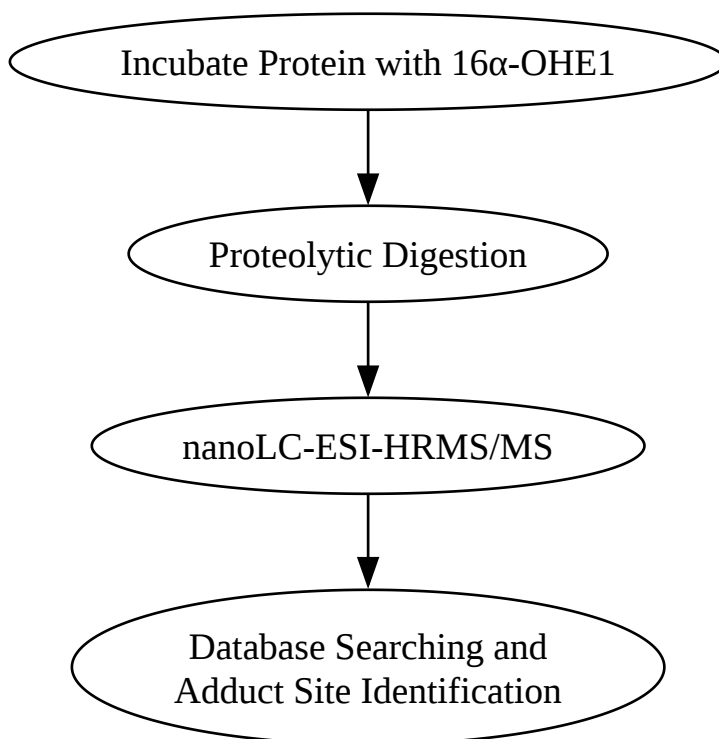 Incubate Protein with 16α-OHE1
Proteolytic Digestion
nanoLC-ESI-HRMS/MS
Database Searching and
Adduct Site Identification